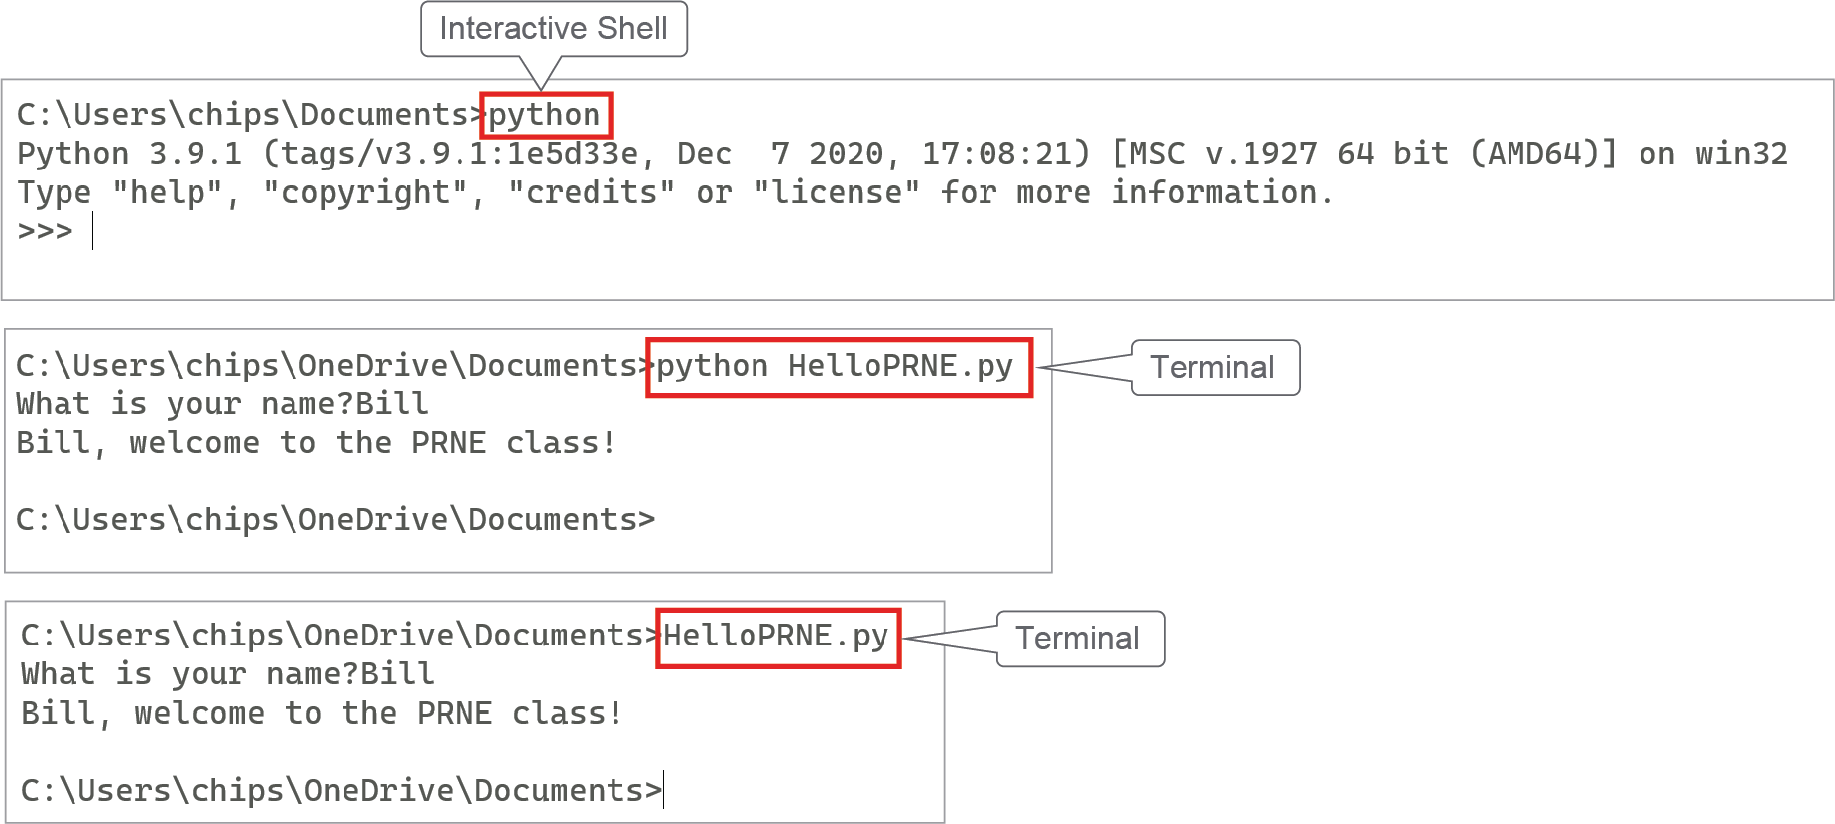 Interactive Shell
C:\Users\chips\Documents>python
Python 3.9.1 (tags/v3.9.1:1e5d33e, Dec  7 2020, 17:08:21) [MSC v.1927 64 bit (AMD64)] on win32
Type "help", "copyright", "credits" or "license" for more information.
>>>
C:\Users\chips\OneDrive\Documents>python HelloPRNE.py
Terminal
What is your name?Bill
Bill, welcome to the PRNE class!
C:\Users\chips\OneDrive\Documents>
C:\Users\chips\OneDrive\Documents>HelloPRNE.py
Terminal
What is your name?Bill
Bill, welcome to the PRNE class!
C:\Users\chips\OneDrive\Documents>